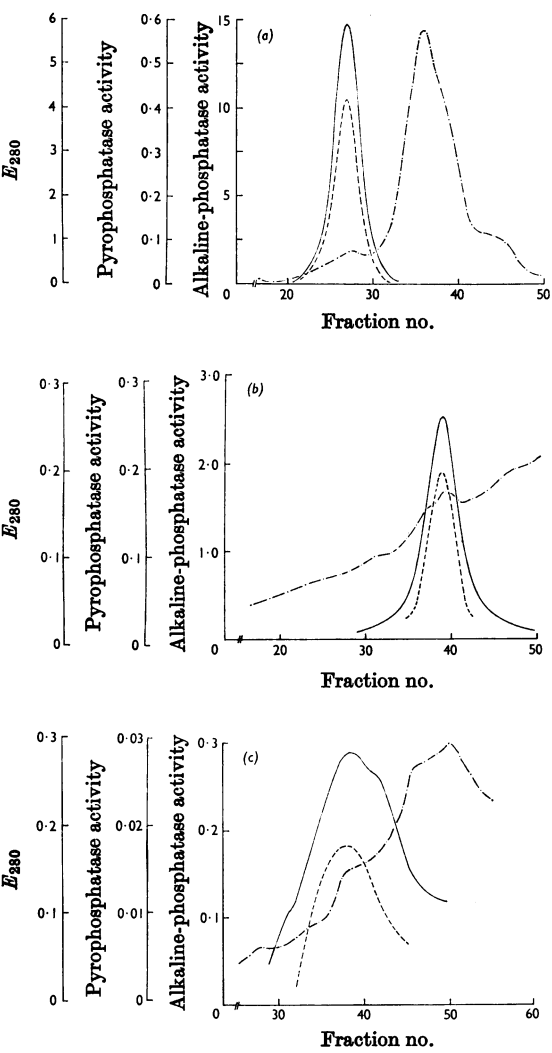 (a)
E280
6
5
4
3
2
1
0
Pyrophosphatase activity
0·6
0·5
0·4
0·3
0·2
0·1
0
Alkaline-phosphatase activity
15
10
5
0 20 30 40 50
Fraction no.
(b)
E280
0·3
0·2
0·1
0
Pyrophosphatase activity
0·3
0·2
0·1
0
Alkaline-phosphatase activity
3·0
2·0
1·0
0 20 30 40 50
Fraction no.
(c)
E280
0·3
0·2
0·1
0
Pyrophosphatase activity
0·03
0·02
0·01
0
Alkaline-phosphatase activity
0·3
0·2
0·1
0 30 40 50 60
Fraction no.